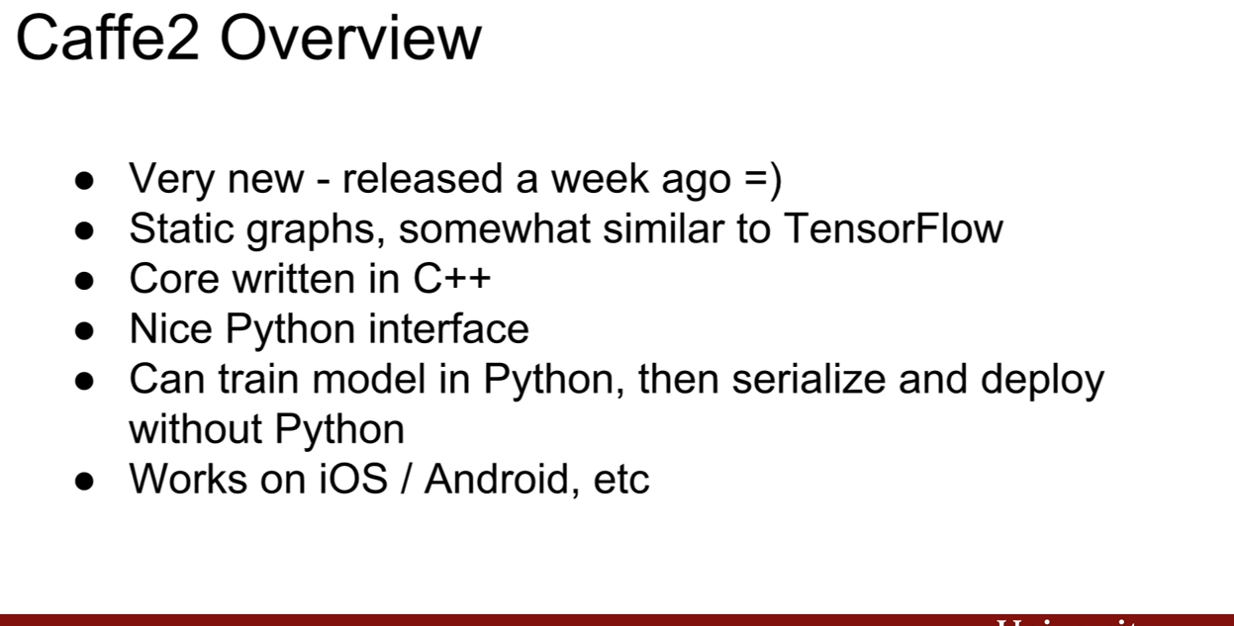 Caffe2 Overview
● Very new - released a week ago =)
● Static graphs, somewhat similar to TensorFlow
● Core written in C++
● Nice Python interface
● Can train model in Python, then serialize and deploy
without Python
● Works on iOS / Android, etc